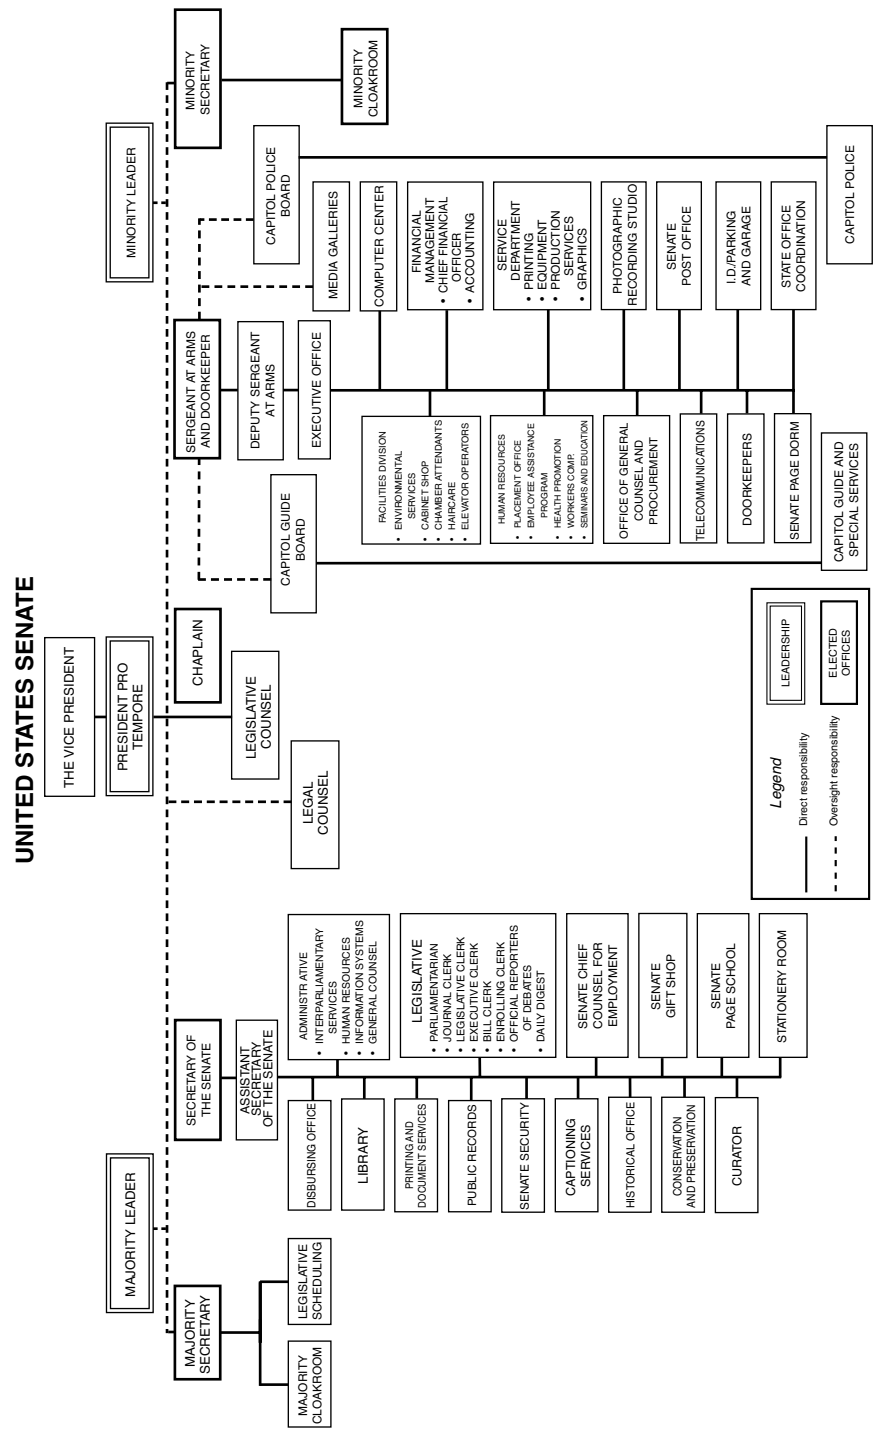 UNITED STATES SENATE
THE VICE PRESIDENT
MAJORITY LEADER
PRESIDENT PRO
TEMPORE
MINORITY LEADER
MAJORITY
SECRETARY
SECRETARY OF
THE SENATE
CHAPLAIN
SERGEANT AT ARMS
AND DOORKEEPER
MINORITY
SECRETARY
MAJORITY
CLOAKROOM
LEGISLATIVE
SCHEDULING
ASSISTANT
SECRETARY
OF THE SENATE
DISBURSING OFFICE
LIBRARY
PRINTING AND
DOCUMENT SERVICES
PUBLIC RECORDS
SENATE SECURITY
CAPTIONING
SERVICES
HISTORICAL OFFICE
CONSERVATION
AND PRESERVATION
CURATOR
ADMINISTRATIVE
• INTERPARLIAMENTARY
SERVICES
• HUMAN RESOURCES
• INFORMATION SYSTEMS
• GENERAL COUNSEL
LEGISLATIVE
• PARLIAMENTARIAN
• JOURNAL CLERK
• LEGISLATIVE CLERK
• EXECUTIVE CLERK
• BILL CLERK
• ENROLLING CLERK
• OFFICIAL REPORTERS
OF DEBATES
• DAILY DIGEST
SENATE CHIEF
COUNSEL FOR
EMPLOYMENT
SENATE
GIFT SHOP
SENATE
PAGE SCHOOL
STATIONERY ROOM
LEGISLATIVE
COUNSEL
LEGAL
COUNSEL
CAPITOL GUIDE
BOARD
DEPUTY SERGEANT
AT ARMS
EXECUTIVE OFFICE
MEDIA GALLERIES
CAPITOL POLICE
BOARD
MINORITY
CLOAKROOM
FACILITIES DIVISION
• ENVIRONMENTAL
SERVICES
• CABINET SHOP
• CHAMBER ATTENDANTS
• HAIRCARE
• ELEVATOR OPERATORS
HUMAN RESOURCES
• PLACEMENT OFFICE
• EMPLOYEE ASSISTANCE
PROGRAM
• HEALTH PROMOTION
• WORKERS COMP.
• SEMINARS AND EDUCATION
OFFICE OF GENERAL
COUNSEL AND
PROCUREMENT
TELECOMMUNICATIONS
DOORKEEPERS
SENATE PAGE DORM
CAPITOL GUIDE AND
SPECIAL SERVICES
COMPUTER CENTER
FINANCIAL
MANAGEMENT
• CHIEF FINANCIAL
OFFICER
• ACCOUNTING
SERVICE
DEPARTMENT
• PRINTING
• EQUIPMENT
• PRODUCTION
SERVICES
• GRAPHICS
PHOTOGRAPHIC
RECORDING STUDIO
SENATE
POST OFFICE
I.D./PARKING
AND GARAGE
STATE OFFICE
COORDINATION
CAPITOL POLICE
Legend
Direct responsibility
Oversight responsibility
LEADERSHIP
ELECTED
OFFICES